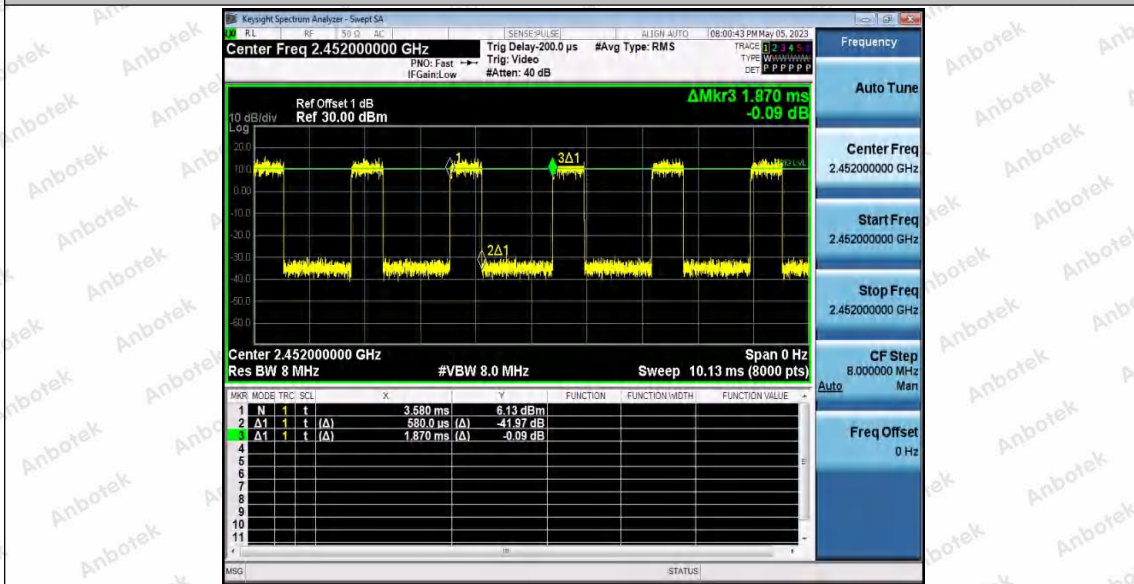 Keysight Spectrum Analyzer - Swept SA
RL RF 50 Ω AC SENSE:PULSE ALIGN AUTO 08:00:43 PM May 05, 2023
Center Freq 2.452000000 GHz
PNO: Fast
IFGain:Low
Trig Delay-200.0 µs
Trig: Video
#Atten: 40 dB
#Avg Type: RMS
TRACE 1 2 3 4 5 6
TYPE WWWWWW
DET P P P P P P
Frequency
Auto Tune
Center Freq
2.452000000 GHz
Start Freq
2.452000000 GHz
Stop Freq
2.452000000 GHz
CF Step
8.000000 MHz
Auto Man
Freq Offset
0 Hz
ΔMkr3 1.870 ms
-0.09 dB
Ref Offset 1 dB
10 dB/div Ref 30.00 dBm
Log
20.0
10.0
0.00
-10.0
-20.0
-30.0
-40.0
-50.0
-60.0
1
3Δ1
2Δ1
Center 2.452000000 GHz Span 0 Hz
Res BW 8 MHz #VBW 8.0 MHz Sweep 10.13 ms (8000 pts)
MKR MODE TRC SCL X Y FUNCTION FUNCTION WIDTH FUNCTION VALUE
1 N 1 t 3.580 ms 6.13 dBm
2 Δ1 1 t (Δ) 580.0 µs (Δ) -41.97 dB
3 Δ1 1 t (Δ) 1.870 ms (Δ) -0.09 dB
4
5
6
7
8
9
10
11
MSG STATUS
Anbotek